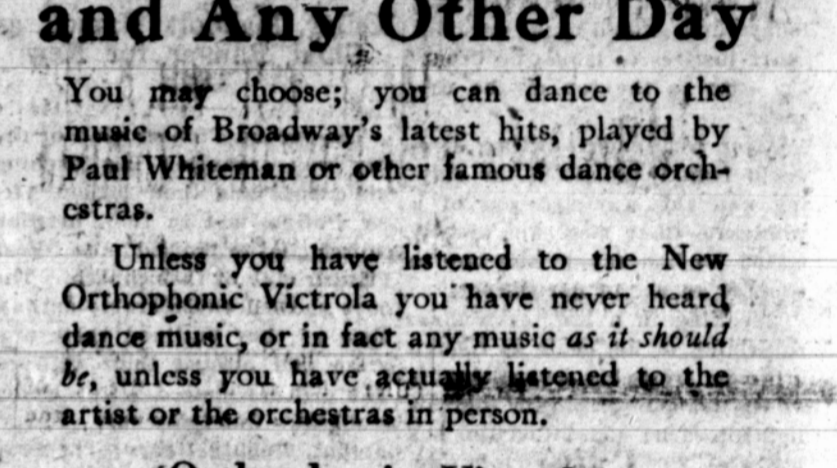 and Any Other Day
You may choose; you can dance to the
music of Broadway's latest hits, played by
Paul Whiteman or other famous dance orch-
estras.
Unless you have listened to the New
Orthophonic Victrola you have never heard
dance music, or in fact any music as it should
be, unless you have actually listened to the
artist or the orchestras in person.